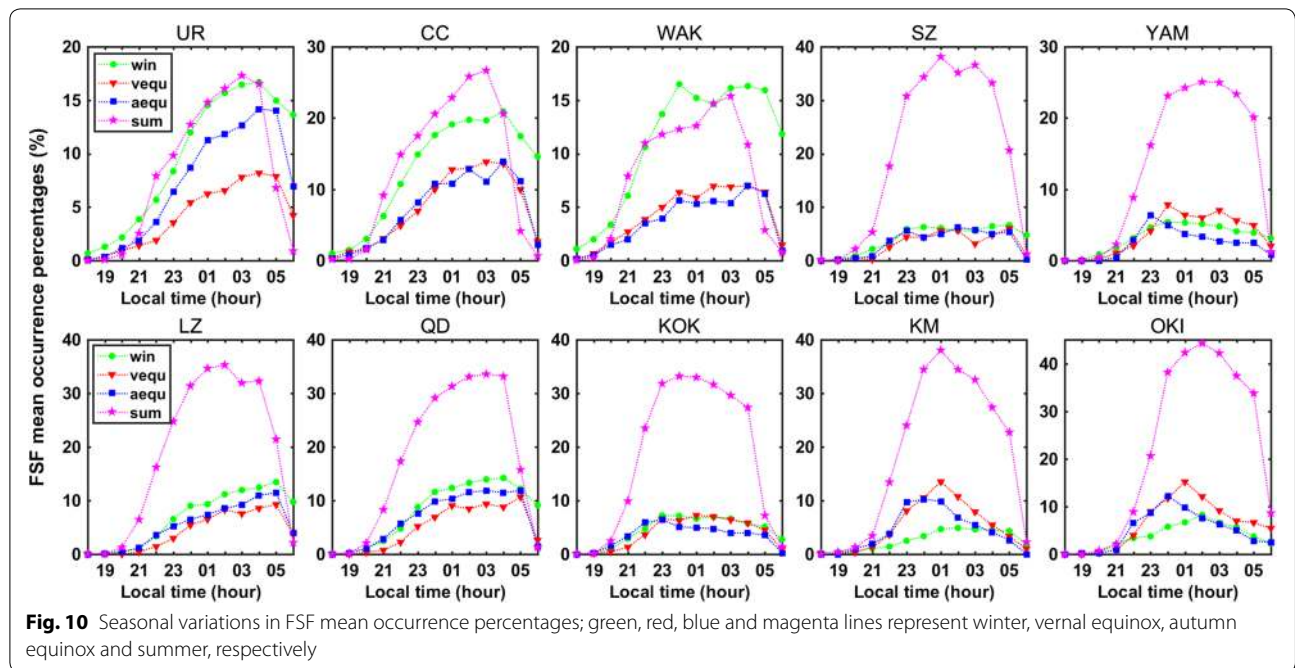 UR CC WAK SZ YAM
20 30 20 40 30
win
vequ
aequ
sum
15 20 15 30 20
10 10 20
10 10
5 5 10
0 0 0 0 0
19 21 23 01 03 05 19 21 23 01 03 05 19 21 23 01 03 05 19 21 23 01 03 05 19 21 23 01 03 05
Local time (hour) Local time (hour) Local time (hour) Local time (hour) Local time (hour)
FSF mean occurrence percentages (%)
LZ QD KOK KM OKI
40 40 40 40
win
vequ
aequ
sum
40
30 30 30 30
30
20 20 20 20
20
10 10 10 10 10
0 0 0 0 0
19 21 23 01 03 05 19 21 23 01 03 05 19 21 23 01 03 05 19 21 23 01 03 05 19 21 23 01 03 05
Local time (hour) Local time (hour) Local time (hour) Local time (hour) Local time (hour)
Fig. 10 Seasonal variations in FSF mean occurrence percentages; green, red, blue and magenta lines represent winter, vernal equinox, autumn
equinox and summer, respectively